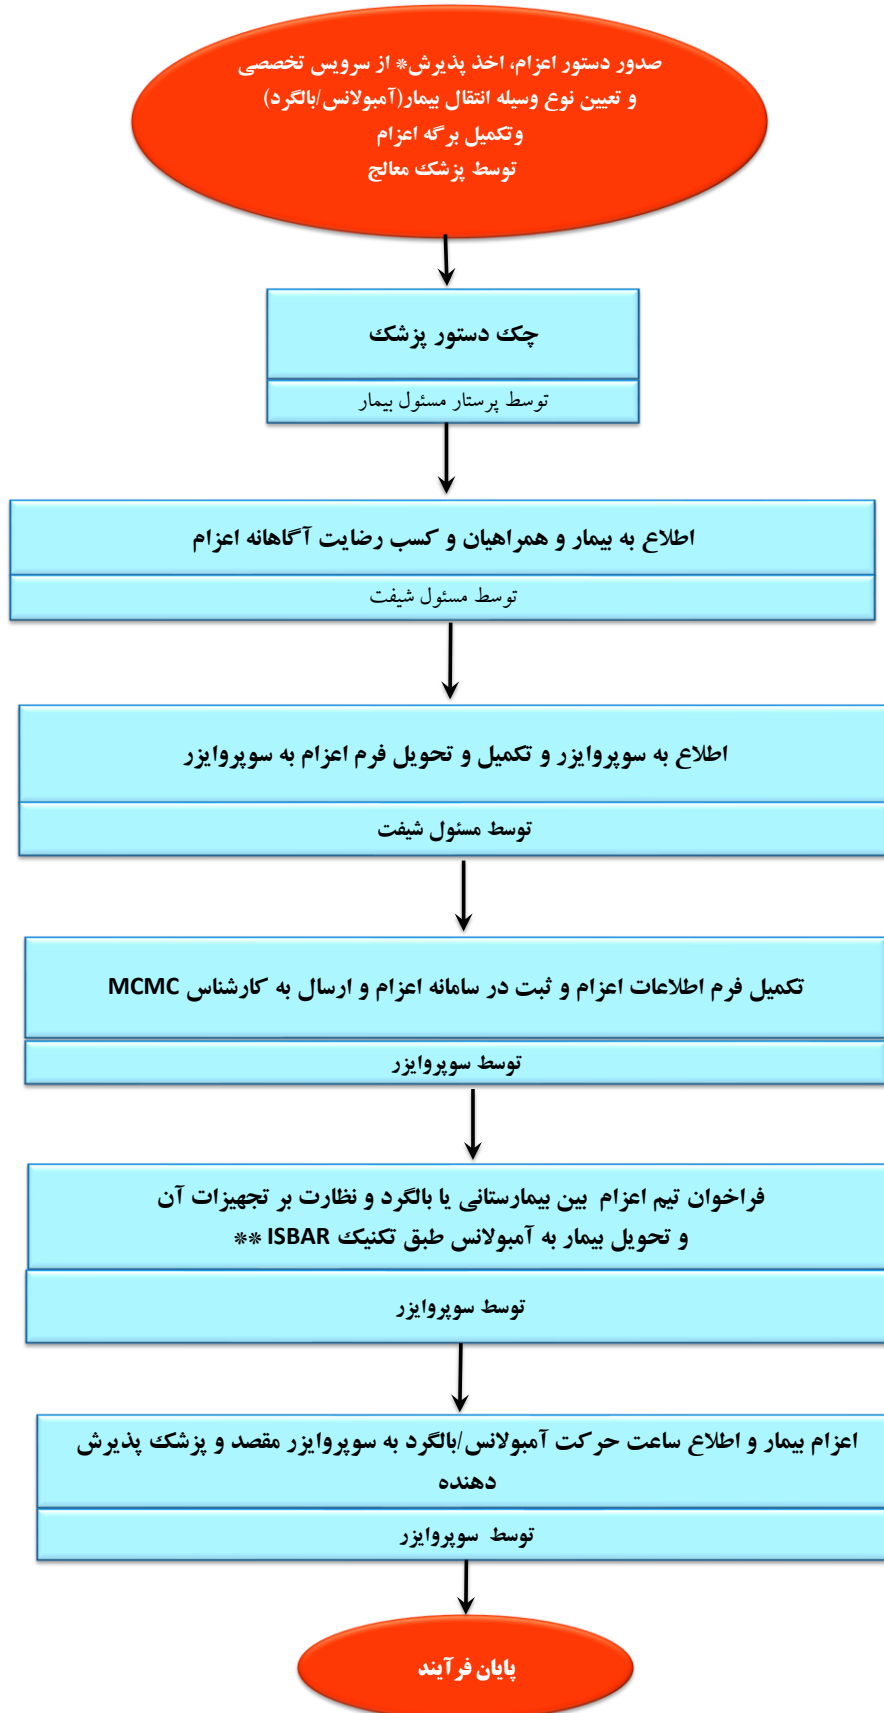 صدور دستور اعزام، اخذ پذیرش* از سرویس تخصصی
و تعیین نوع وسیله انتقال بیمار(آمبولانس/بالگرد)
وتکمیل برگه اعزام
توسط پزشک معالج
چک دستور پزشک
توسط پرستار مسئول بیمار
اطلاع به بیمار و همراهیان و کسب رضایت آگاهانه اعزام
توسط مسئول شیفت
اطلاع به سوپروایزر و تکمیل و تحویل فرم اعزام به سوپروایزر
توسط مسئول شیفت
تکمیل فرم اطلاعات اعزام و ثبت در سامانه اعزام و ارسال به کارشناس MCMC
توسط سوپروایزر
فراخوان تیم اعزام بین بیمارستانی یا بالگرد و نظارت بر تجهیزات آن
و تحویل بیمار به آمبولانس طبق تکنیک ISBAR **
توسط سوپروایزر
اعزام بیمار و اطلاع ساعت حرکت آمبولانس/بالگرد به سوپروایزر مقصد و پزشک پذیرش
دهنده
توسط سوپروایزر
پایان فرآیند